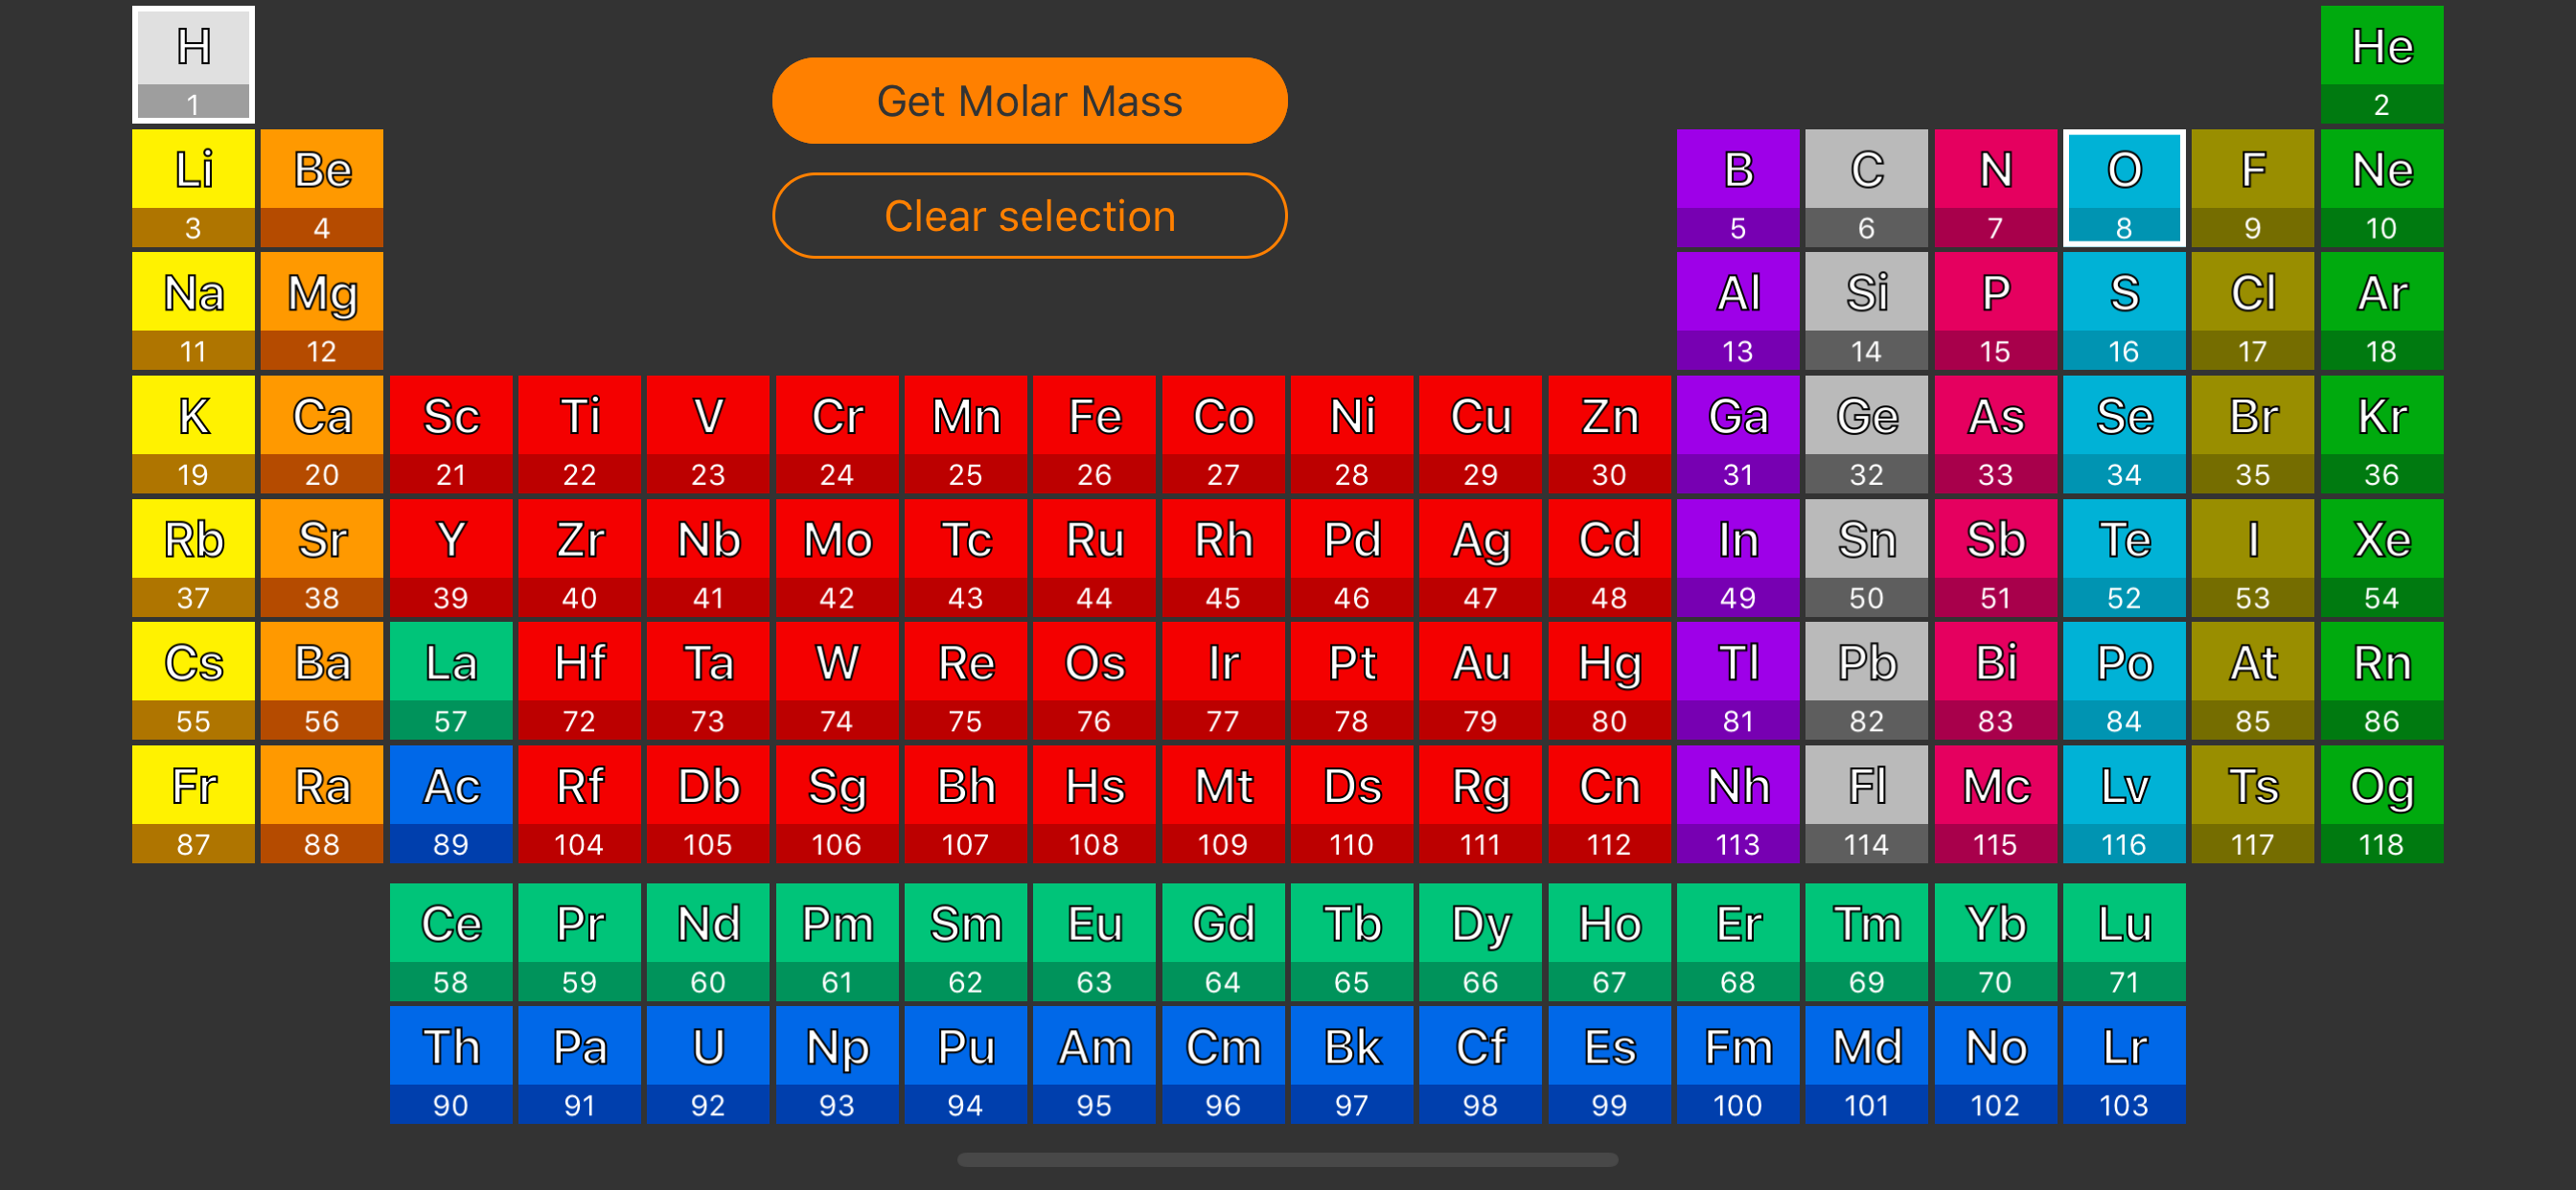 H He
1 2
Get Molar Mass
Li Be B C N O F Ne
3 4 5 6 7 8 9 10
Clear selection
Na Mg Al Si P S Cl Ar
11 12 13 14 15 16 17 18
K Ca Sc Ti V Cr Mn Fe Co Ni Cu Zn Ga Ge As Se Br Kr
19 20 21 22 23 24 25 26 27 28 29 30 31 32 33 34 35 36
Rb Sr Y Zr Nb Mo Tc Ru Rh Pd Ag Cd In Sn Sb Te I Xe
37 38 39 40 41 42 43 44 45 46 47 48 49 50 51 52 53 54
Cs Ba La Hf Ta W Re Os Ir Pt Au Hg Tl Pb Bi Po At Rn
55 56 57 72 73 74 75 76 77 78 79 80 81 82 83 84 85 86
Fr Ra Ac Rf Db Sg Bh Hs Mt Ds Rg Cn Nh Fl Mc Lv Ts Og
87 88 89 104 105 106 107 108 109 110 111 112 113 114 115 116 117 118
Ce Pr Nd Pm Sm Eu Gd Tb Dy Ho Er Tm Yb Lu
58 59 60 61 62 63 64 65 66 67 68 69 70 71
Th Pa U Np Pu Am Cm Bk Cf Es Fm Md No Lr
90 91 92 93 94 95 96 97 98 99 100 101 102 103